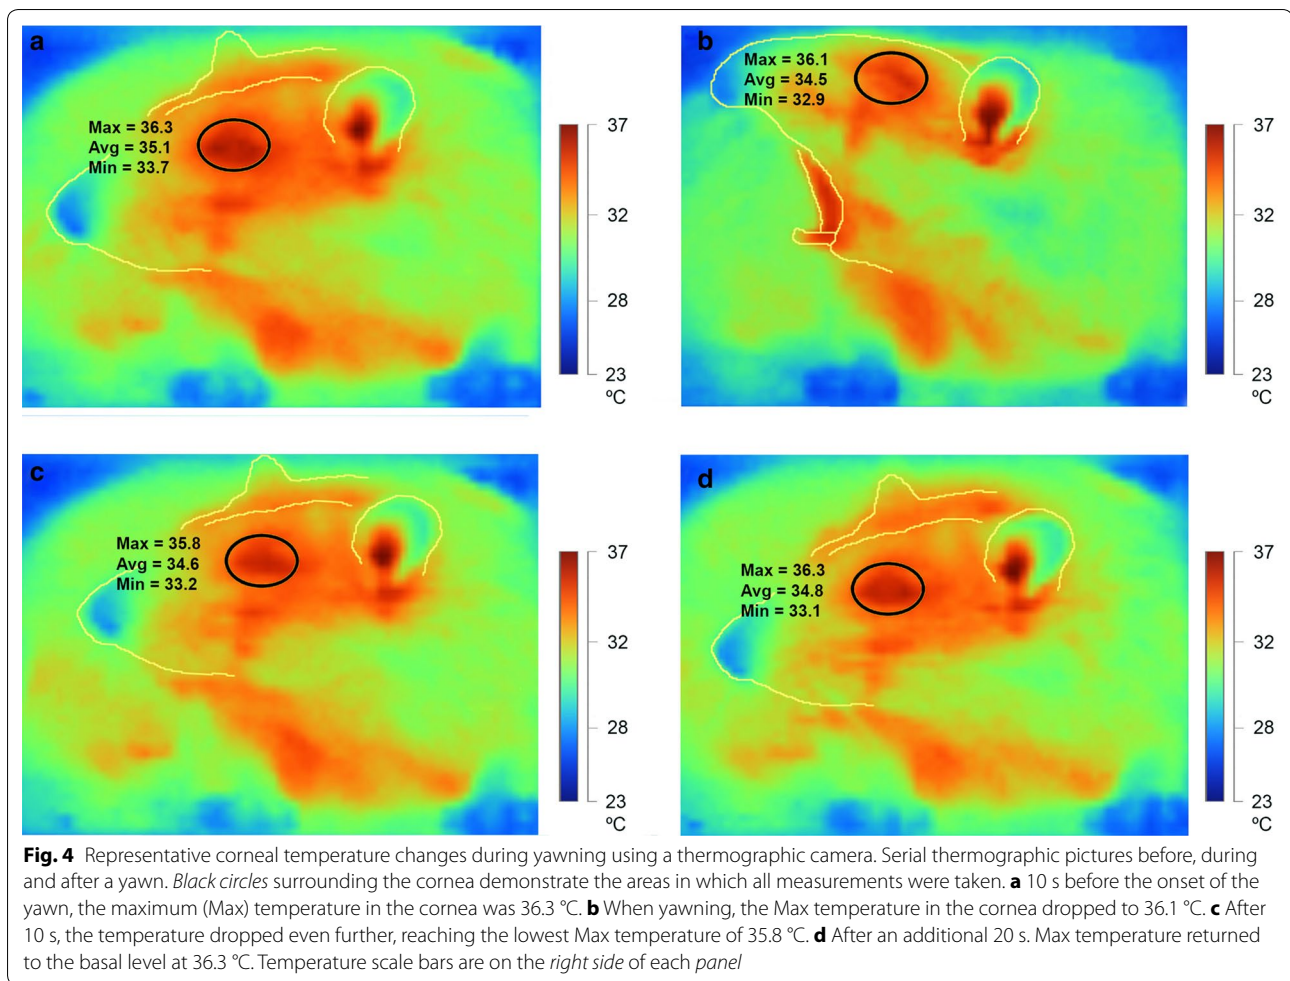 a
Max = 36.3
Avg = 35.1
Min = 33.7
37
32
28
23
ºC
b
Max = 36.1
Avg = 34.5
Min = 32.9
37
32
28
23
ºC
c
Max = 35.8
Avg = 34.6
Min = 33.2
37
32
28
23
ºC
d
Max = 36.3
Avg = 34.8
Min = 33.1
37
32
28
23
ºC
Fig. 4 Representative corneal temperature changes during yawning using a thermographic camera. Serial thermographic pictures before, during
and after a yawn. Black circles surrounding the cornea demonstrate the areas in which all measurements were taken. a 10 s before the onset of the
yawn, the maximum (Max) temperature in the cornea was 36.3 °C. b When yawning, the Max temperature in the cornea dropped to 36.1 °C. c After
10 s, the temperature dropped even further, reaching the lowest Max temperature of 35.8 °C. d After an additional 20 s. Max temperature returned
to the basal level at 36.3 °C. Temperature scale bars are on the right side of each panel